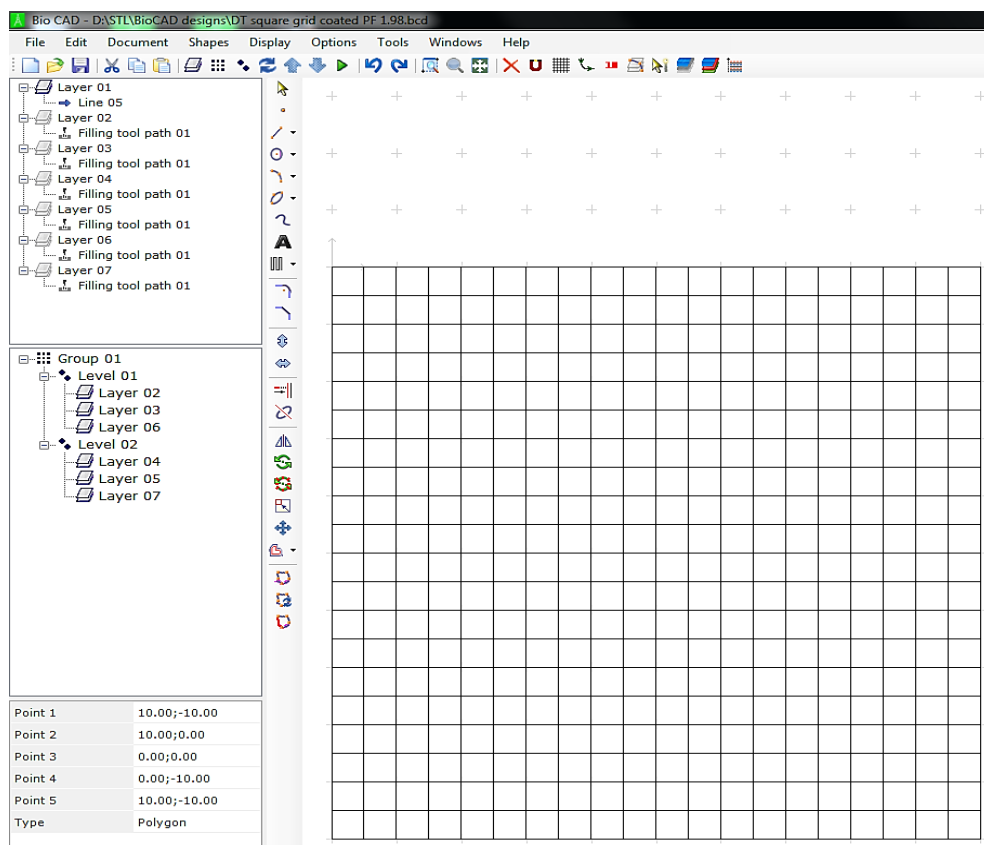 Bio CAD - D:\STL\BioCAD designs\DT square grid coated PF 1.98.bcd
File Edit Document Shapes Display Options Tools Windows Help
Layer 01
Line 05
Layer 02
Filling tool path 01
Layer 03
Filling tool path 01
Layer 04
Filling tool path 01
Layer 05
Filling tool path 01
Layer 06
Filling tool path 01
Layer 07
Filling tool path 01
Group 01
Level 01
Layer 02
Layer 03
Layer 06
Level 02
Layer 04
Layer 05
Layer 07
Point 1 10.00;-10.00
Point 2 10.00;0.00
Point 3 0.00;0.00
Point 4 0.00;-10.00
Point 5 10.00;-10.00
Type Polygon